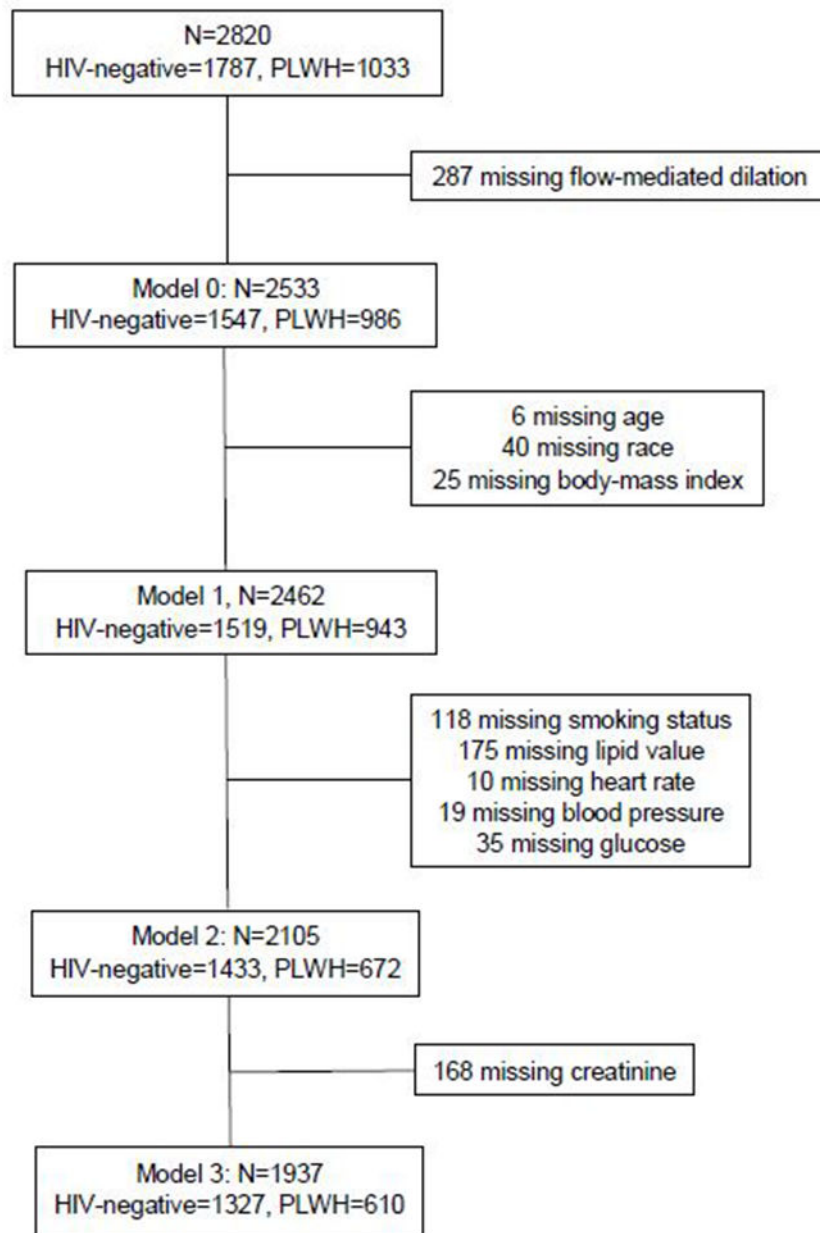 N=2820
HIV-negative=1787, PLWH=1033
287 missing flow-mediated dilation
Model 0: N=2533
HIV-negative=1547, PLWH=986
6 missing age
40 missing race
25 missing body-mass index
Model 1, N=2462
HIV-negative=1519, PLWH=943
118 missing smoking status
175 missing lipid value
10 missing heart rate
19 missing blood pressure
35 missing glucose
Model 2: N=2105
HIV-negative=1433, PLWH=672
168 missing creatinine
Model 3: N=1937
HIV-negative=1327, PLWH=610